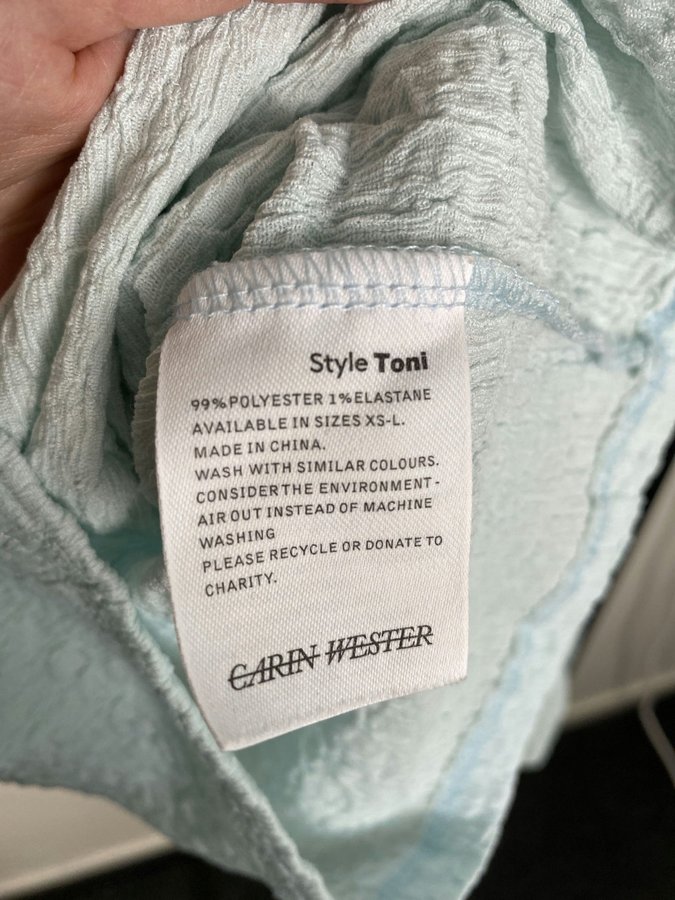 Style Toni
99%POLYESTER 1%ELASTANE
AVAILABLE IN SIZES XS-L.
MADE IN CHINA.
WASH WITH SIMILAR COLOURS.
CONSIDER THE ENVIRONMENT-
AIR OUT INSTEAD OF MACHINE
WASHING
PLEASE RECYCLE OR DONATE TO
CHARITY.
CARIN WESTER